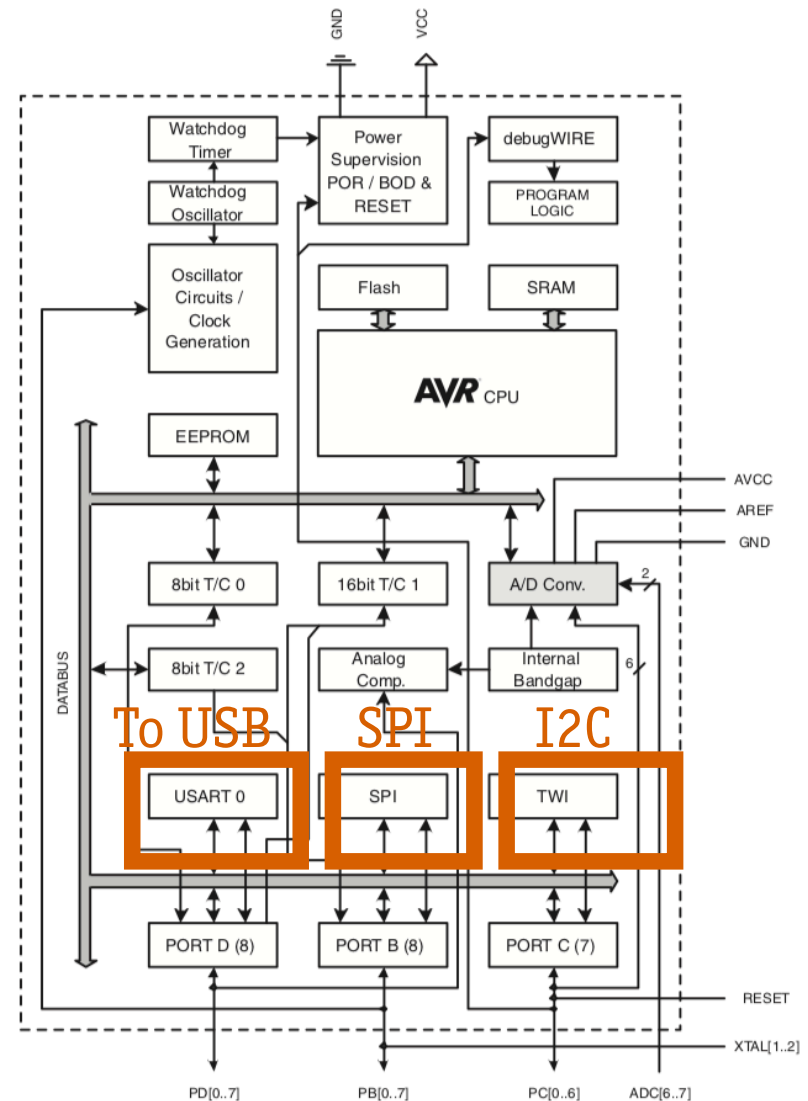 GND
VCC
Watchdog
Timer
Power
Supervision
POR / BOD &
RESET
debugWIRE
Watchdog
Oscillator
PROGRAM
LOGIC
Oscillator
Circuits /
Clock
Generation
Flash
SRAM
AVR CPU
EEPROM
AVCC
AREF
GND
8bit T/C 0
16bit T/C 1
A/D Conv.
2
DATABUS
8bit T/C 2
Analog
Comp.
Internal
Bandgap
6
To USB
SPI
I2C
USART 0
SPI
TWI
PORT D (8)
PORT B (8)
PORT C (7)
RESET
XTAL[1..2]
PD[0..7]
PB[0..7]
PC[0..6]
ADC[6..7]